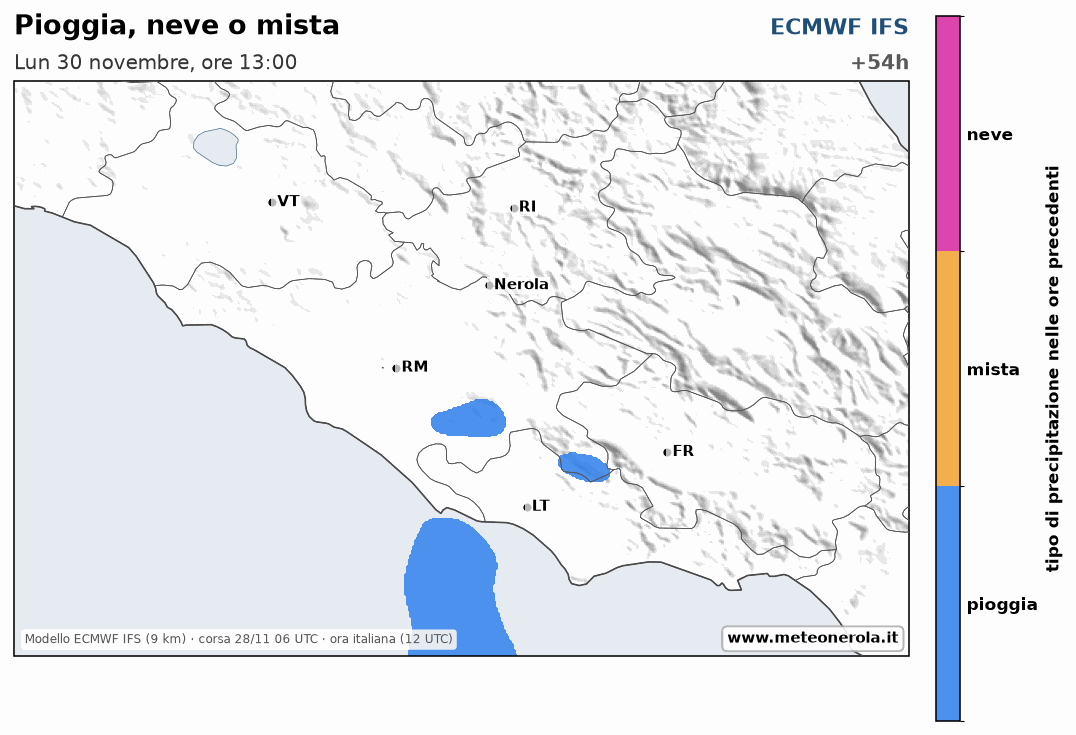 Pioggia, neve o mista
ECMWF IFS
Lun 30 novembre, ore 13:00
+54h
neve
VT
RI
Nerola
mista
RM
FR
LT
pioggia
tipo di precipitazione nelle ore precedenti
Modello ECMWF IFS (9 km) · corsa 28/11 06 UTC · ora italiana (12 UTC)
www.meteonerola.it